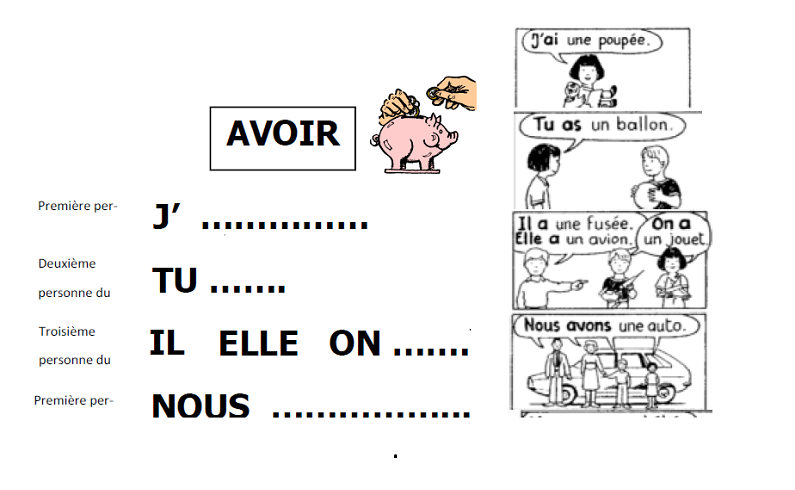 AVOIR
Première per-
J’ ...............
Deuxième
personne du
TU .......
Troisième
personne du
IL ELLE ON .......
Première per-
NOUS ..................
J'ai une poupée.
Tu as un ballon.
Il a une fusée.
Elle a un avion.
On a
un jouet.
Nous avons une auto.